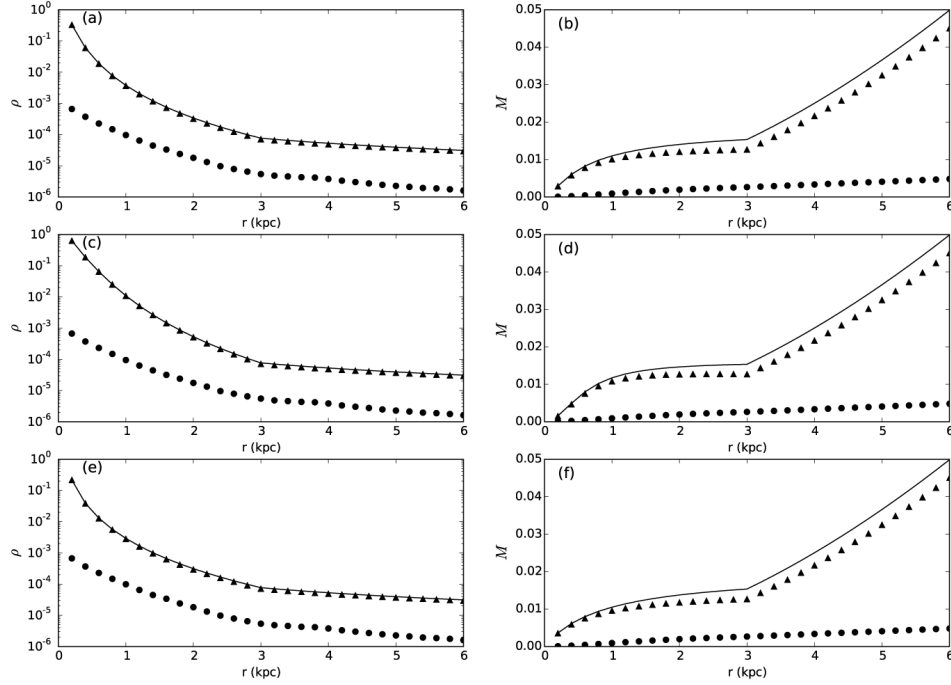 (a)
ρ
10⁰
10⁻¹
10⁻²
10⁻³
10⁻⁴
10⁻⁵
10⁻⁶
0 1 2 3 4 5 6
r (kpc)
(b)
M
0.05
0.04
0.03
0.02
0.01
0.00
0 1 2 3 4 5 6
r (kpc)
(c)
ρ
10⁰
10⁻¹
10⁻²
10⁻³
10⁻⁴
10⁻⁵
10⁻⁶
0 1 2 3 4 5 6
r (kpc)
(d)
M
0.05
0.04
0.03
0.02
0.01
0.00
0 1 2 3 4 5 6
r (kpc)
(e)
ρ
10⁰
10⁻¹
10⁻²
10⁻³
10⁻⁴
10⁻⁵
10⁻⁶
0 1 2 3 4 5 6
r (kpc)
(f)
M
0.05
0.04
0.03
0.02
0.01
0.00
0 1 2 3 4 5 6
r (kpc)